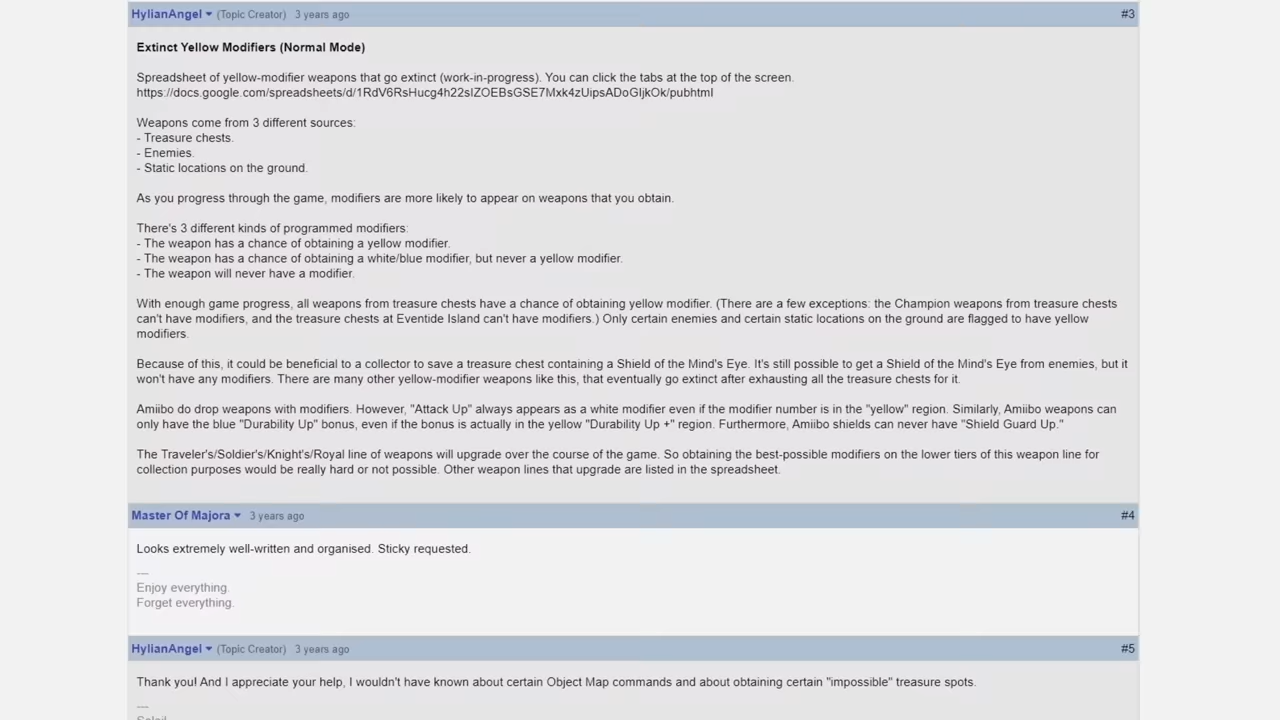 HylianAngel (Topic Creator) 3 years ago #3
Extinct Yellow Modifiers (Normal Mode)
Spreadsheet of yellow-modifier weapons that go extinct (work-in-progress). You can click the tabs at the top of the screen.
https://docs.google.com/spreadsheets/d/1RdV6RsHucg4h22sIZOEBsGSE7Mxk4zUipsADoGIjkOk/pubhtml
Weapons come from 3 different sources:
- Treasure chests.
- Enemies.
- Static locations on the ground.
As you progress through the game, modifiers are more likely to appear on weapons that you obtain.
There's 3 different kinds of programmed modifiers:
- The weapon has a chance of obtaining a yellow modifier.
- The weapon has a chance of obtaining a white/blue modifier, but never a yellow modifier.
- The weapon will never have a modifier.
With enough game progress, all weapons from treasure chests have a chance of obtaining yellow modifier. (There are a few exceptions: the Champion weapons from treasure chests
can't have modifiers, and the treasure chests at Eventide Island can't have modifiers.) Only certain enemies and certain static locations on the ground are flagged to have yellow
modifiers.
Because of this, it could be beneficial to a collector to save a treasure chest containing a Shield of the Mind's Eye. It's still possible to get a Shield of the Mind's Eye from enemies, but it
won't have any modifiers. There are many other yellow-modifier weapons like this, that eventually go extinct after exhausting all the treasure chests for it.
Amiibo do drop weapons with modifiers. However, "Attack Up" always appears as a white modifier even if the modifier number is in the "yellow" region. Similarly, Amiibo weapons can
only have the blue "Durability Up" bonus, even if the bonus is actually in the yellow "Durability Up +" region. Furthermore, Amiibo shields can never have "Shield Guard Up."
The Traveler's/Soldier's/Knight's/Royal line of weapons will upgrade over the course of the game. So obtaining the best-possible modifiers on the lower tiers of this weapon line for
collection purposes would be really hard or not possible. Other weapon lines that upgrade are listed in the spreadsheet.
Master Of Majora 3 years ago #4
Looks extremely well-written and organised. Sticky requested.
---
Enjoy everything.
Forget everything.
HylianAngel (Topic Creator) 3 years ago #5
Thank you! And I appreciate your help, I wouldn't have known about certain Object Map commands and about obtaining certain "impossible" treasure spots.
---